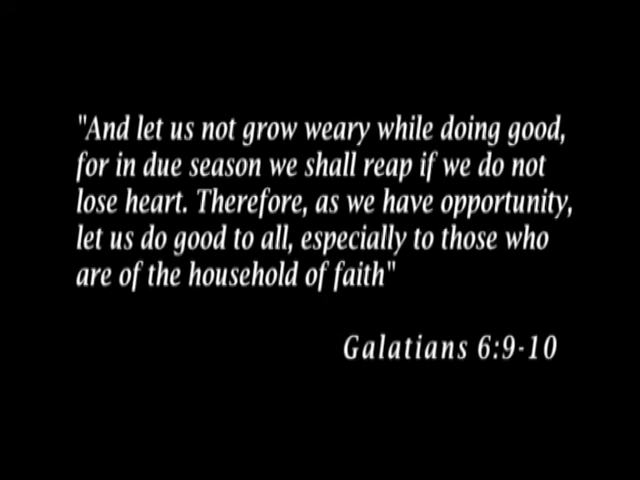 "And let us not grow weary while doing good,
for in due season we shall reap if we do not
lose heart. Therefore, as we have opportunity,
let us do good to all, especially to those who
are of the household of faith"
Galatians 6:9-10